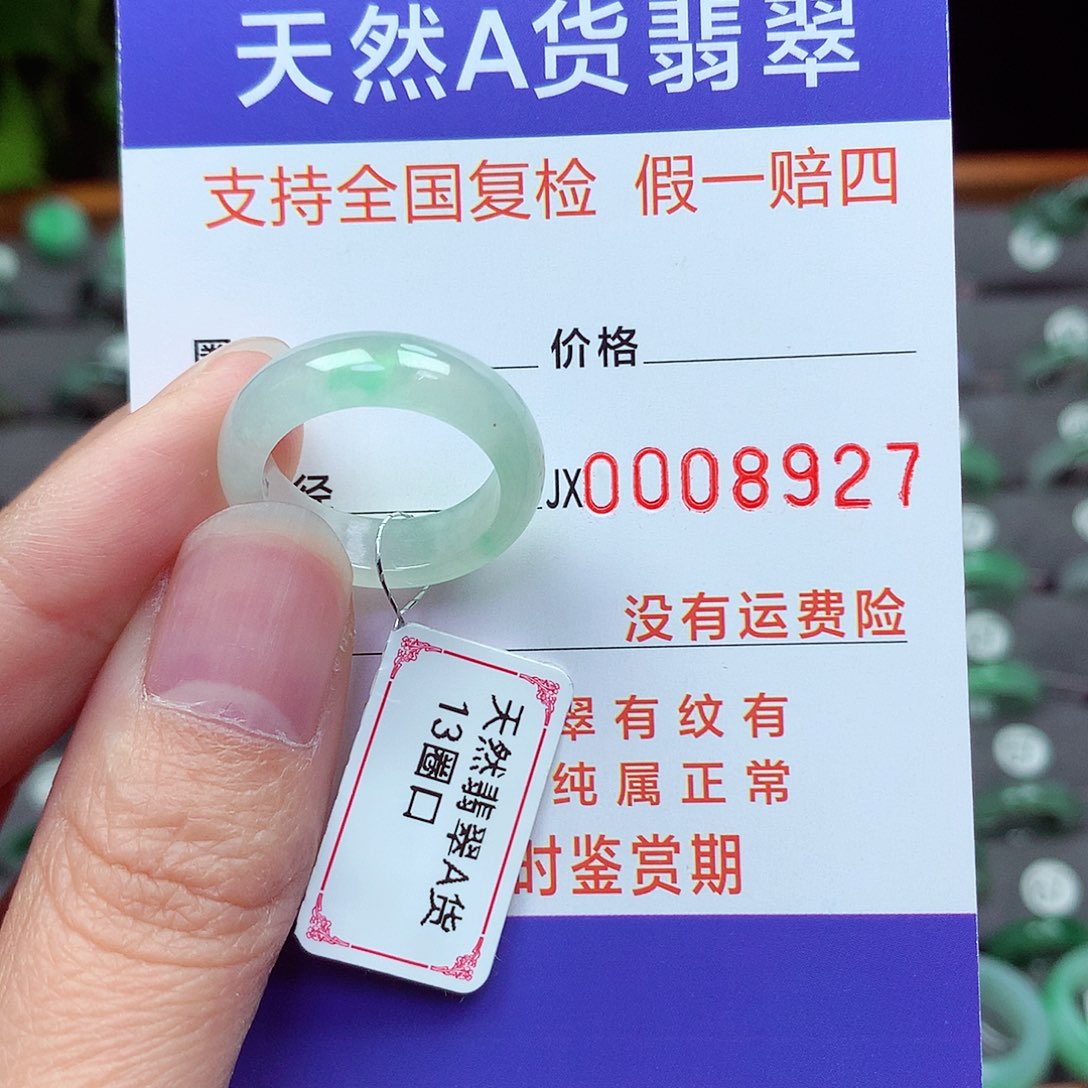 天然A货翡翠
支持全国复检 假一赔四
圈
价格
径
JX0008927
没有运费险
翠有纹有
纯属正常
时鉴赏期
天然翡翠A货
13圈口